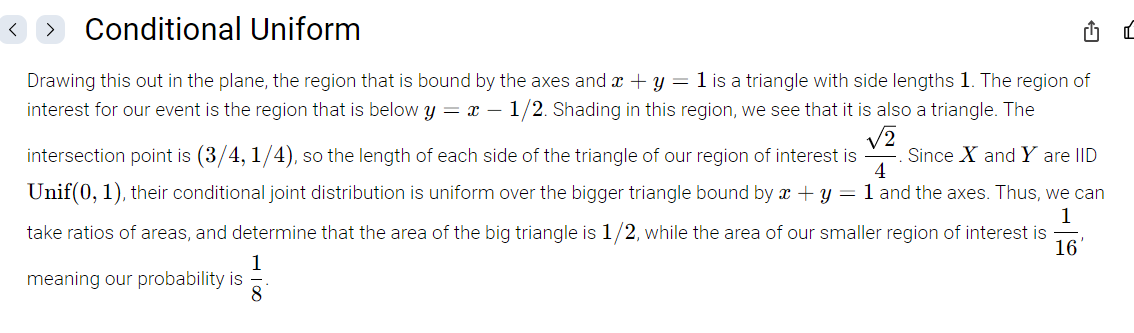 < > Conditional Uniform
Drawing this out in the plane, the region that is bound by the axes and x + y = 1 is a triangle with side lengths 1. The region of
interest for our event is the region that is below y = x − 1/2. Shading in this region, we see that it is also a triangle. The
intersection point is (3/4, 1/4), so the length of each side of the triangle of our region of interest is √2/4. Since X and Y are IID
Unif(0, 1), their conditional joint distribution is uniform over the bigger triangle bound by x + y = 1 and the axes. Thus, we can
take ratios of areas, and determine that the area of the big triangle is 1/2, while the area of our smaller region of interest is 1/16,
meaning our probability is 1/8.